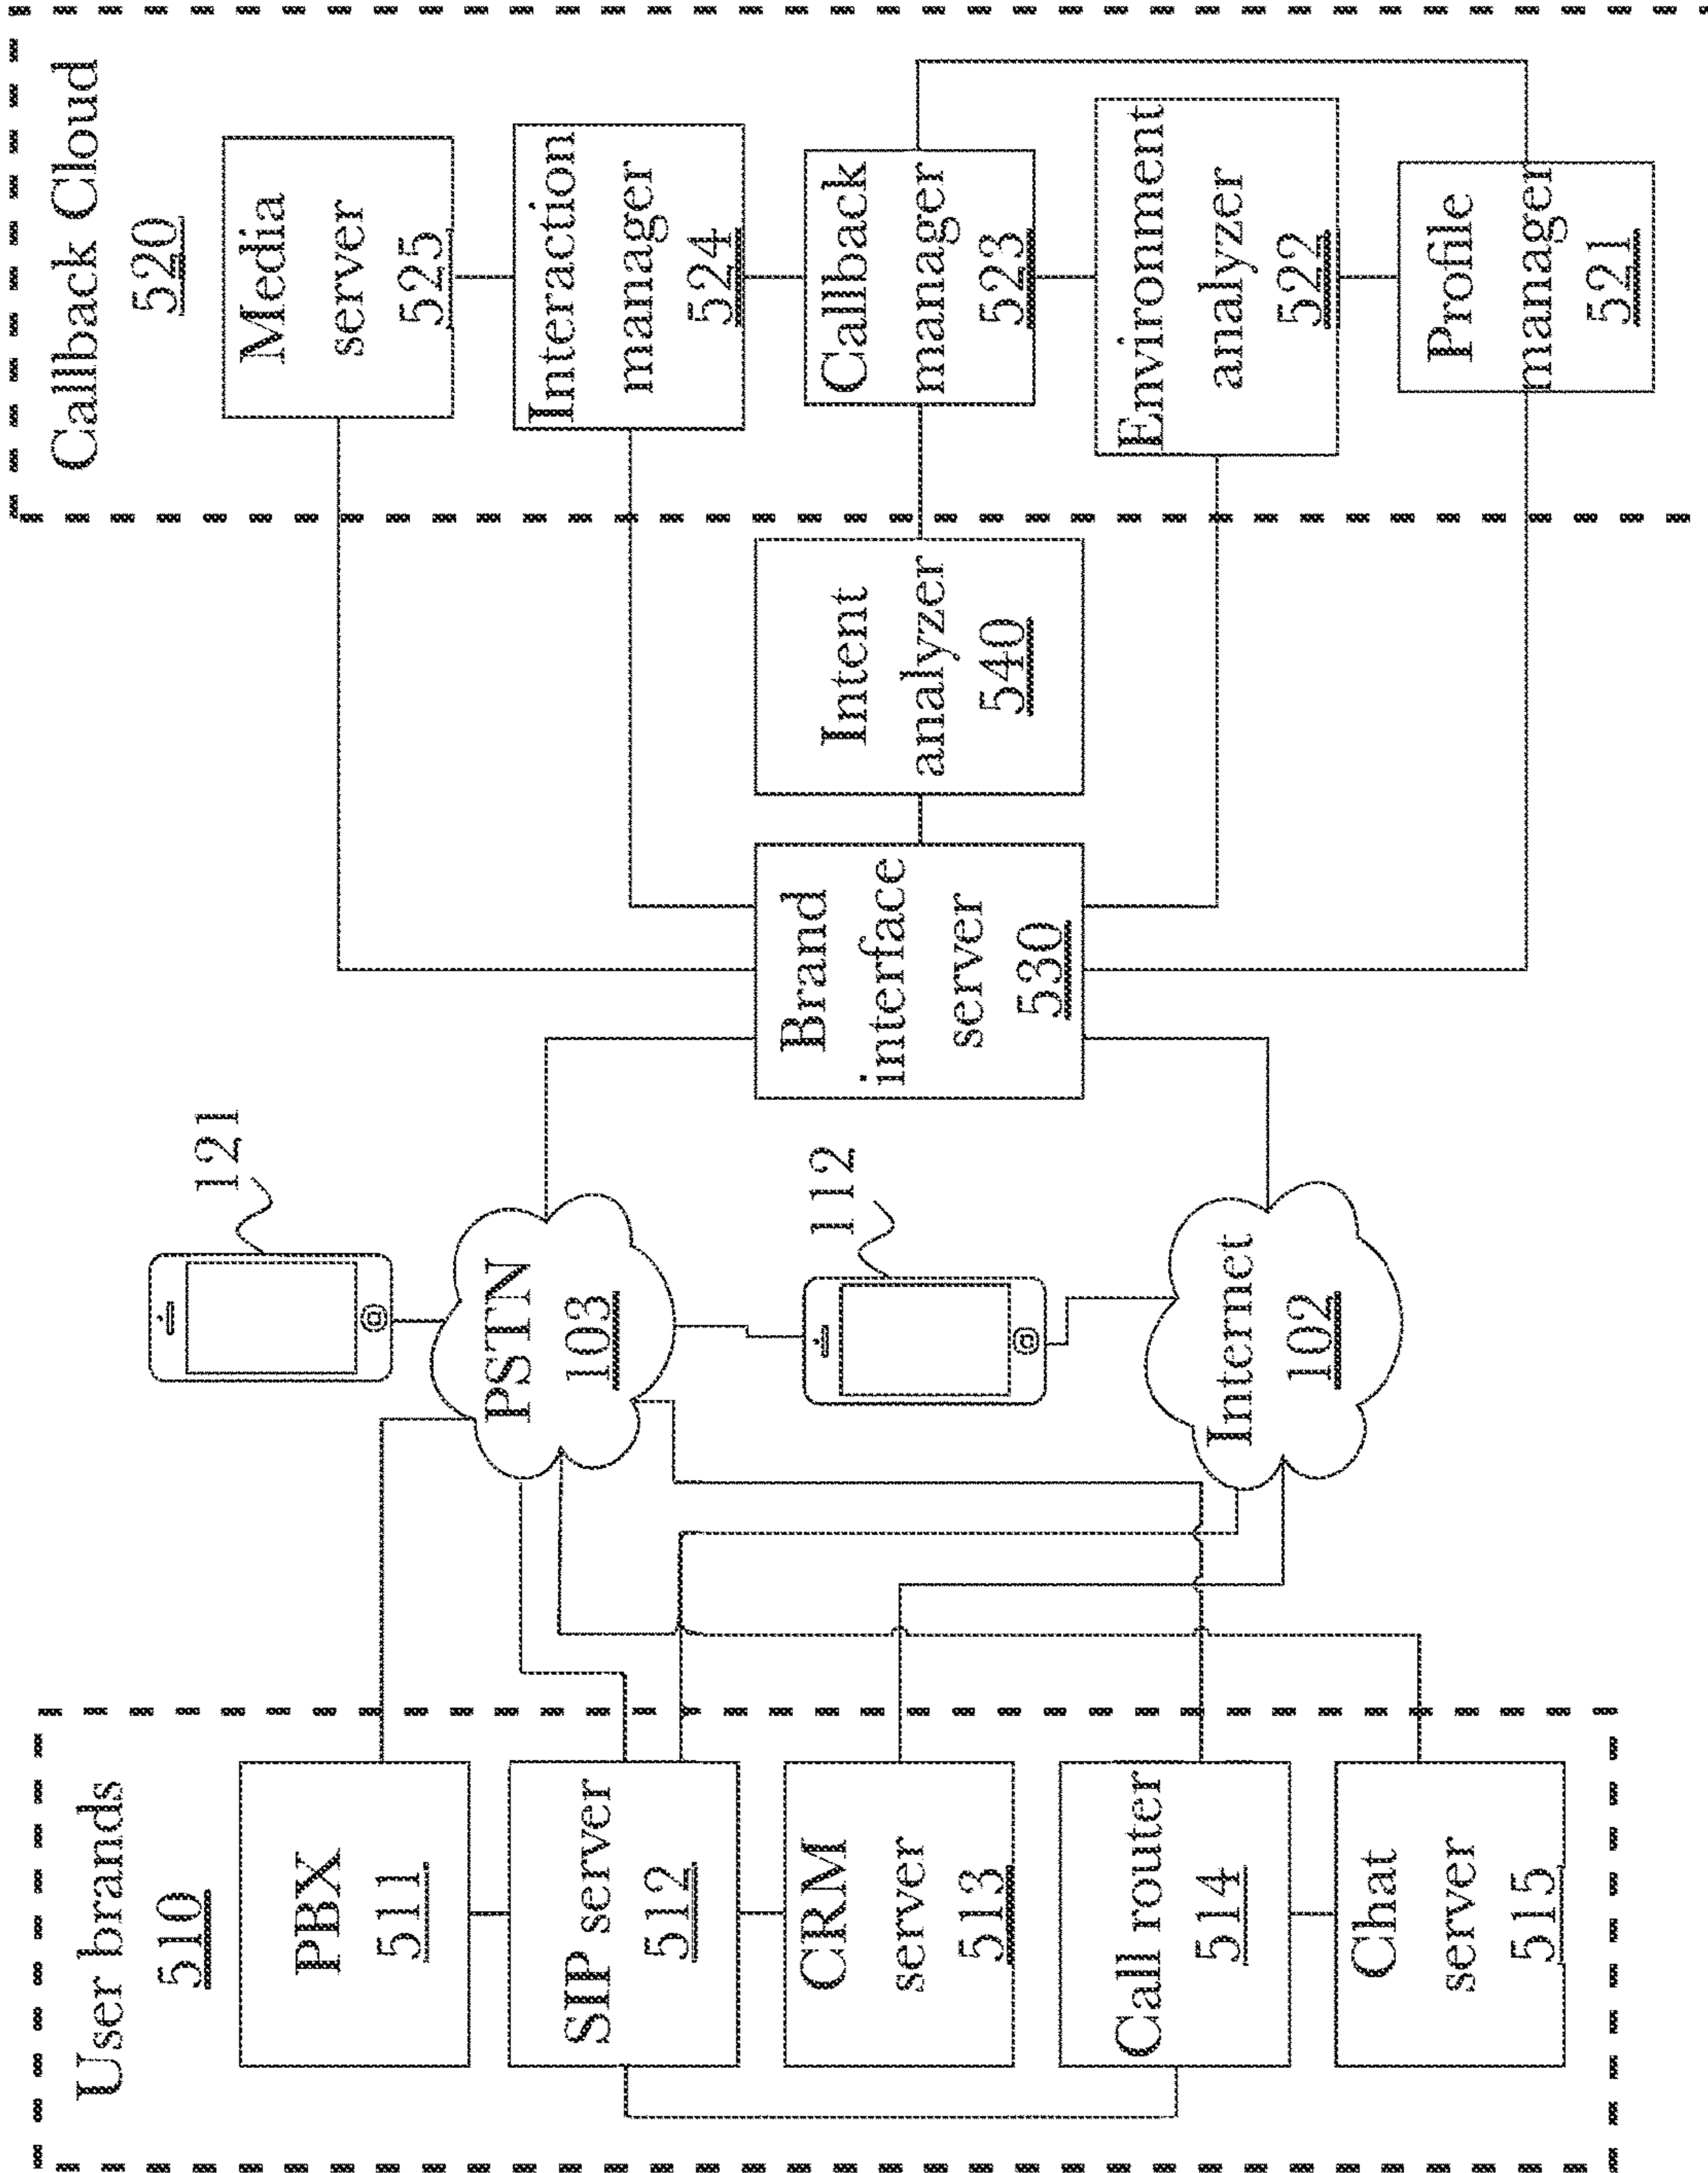 User brands
510
PBX
511
SIP server
512
CRM
server
513
Call router
514
Chat
server
515
121
PSTN
103
112
Internet
102
Brand
interface
server
530
Intent
analyzer
540
Callback Cloud
520
Media
server
525
Interaction
manager
524
Callback
manager
523
Environment
analyzer
522
Profile
manager
521